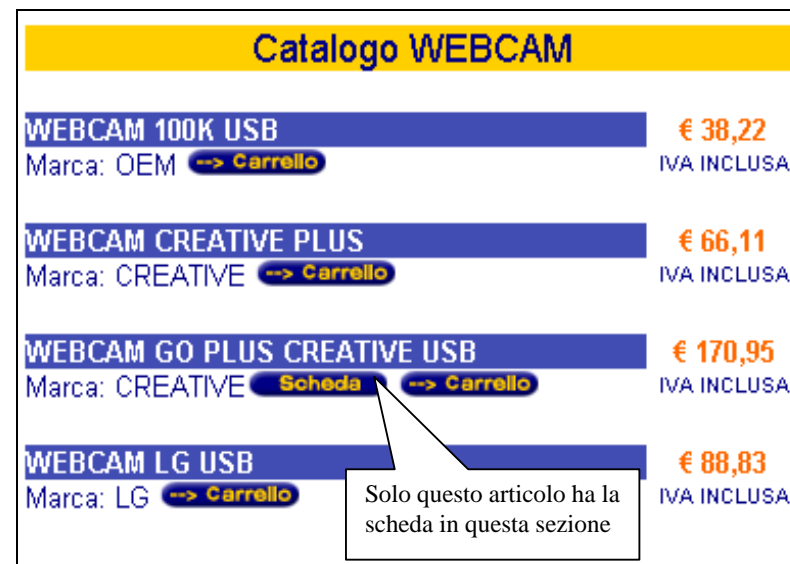 Catalogo WEBCAM
WEBCAM 100K USB € 38,22
Marca: OEM --> Carrello IVA INCLUSA
WEBCAM CREATIVE PLUS € 66,11
Marca: CREATIVE --> Carrello IVA INCLUSA
WEBCAM GO PLUS CREATIVE USB € 170,95
Marca: CREATIVE Scheda --> Carrello IVA INCLUSA
WEBCAM LG USB € 88,83
Marca: LG --> Carrello IVA INCLUSA
Solo questo articolo ha la
scheda in questa sezione